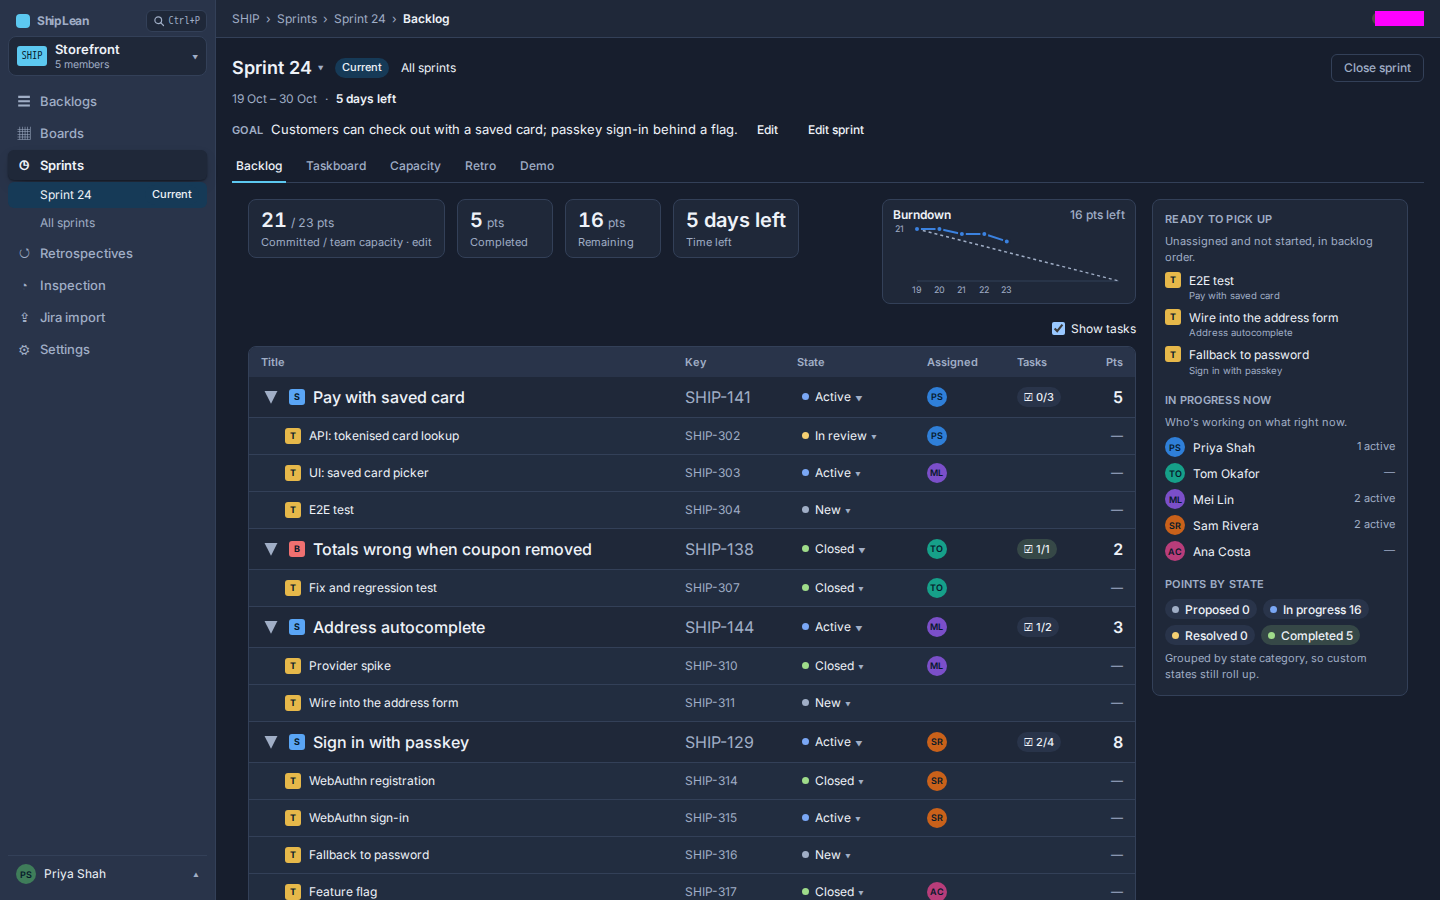 ShipLean
Ctrl+P
SHIP
Storefront
5 members
Backlogs
Boards
Sprints
Sprint 24
Current
All sprints
Retrospectives
Inspection
Jira import
Settings
PS
Priya Shah
SHIP › Sprints › Sprint 24 › Backlog
Sprint 24
Current
All sprints
Close sprint
19 Oct – 30 Oct · 5 days left
GOAL Customers can check out with a saved card; passkey sign-in behind a flag. Edit Edit sprint
Backlog Taskboard Capacity Retro Demo
21 / 23 pts
Committed / team capacity · edit
5 pts
Completed
16 pts
Remaining
5 days left
Time left
Burndown 16 pts left
21
19 20 21 22 23
Show tasks
Title Key State Assigned Tasks Pts
S Pay with saved card SHIP-141 Active PS 0/3 5
T API: tokenised card lookup SHIP-302 In review PS —
T UI: saved card picker SHIP-303 Active ML —
T E2E test SHIP-304 New —
B Totals wrong when coupon removed SHIP-138 Closed TO 1/1 2
T Fix and regression test SHIP-307 Closed TO —
S Address autocomplete SHIP-144 Active ML 1/2 3
T Provider spike SHIP-310 Closed ML —
T Wire into the address form SHIP-311 New —
S Sign in with passkey SHIP-129 Active SR 2/4 8
T WebAuthn registration SHIP-314 Closed SR —
T WebAuthn sign-in SHIP-315 Active SR —
T Fallback to password SHIP-316 New —
T Feature flag SHIP-317 Closed AC —
READY TO PICK UP
Unassigned and not started, in backlog
order.
T E2E test
Pay with saved card
T Wire into the address form
Address autocomplete
T Fallback to password
Sign in with passkey
IN PROGRESS NOW
Who's working on what right now.
PS Priya Shah 1 active
TO Tom Okafor —
ML Mei Lin 2 active
SR Sam Rivera 2 active
AC Ana Costa —
POINTS BY STATE
Proposed 0 In progress 16
Resolved 0 Completed 5
Grouped by state category, so custom
states still roll up.